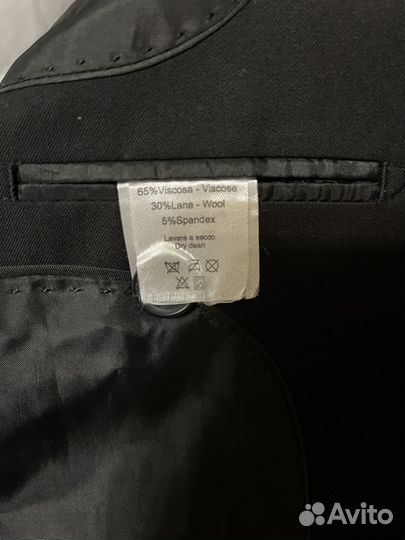 65%Viscosa - Viscose
30%Lana - Wool
5%Spandex
Lavare a secco
Dry clean
Avito